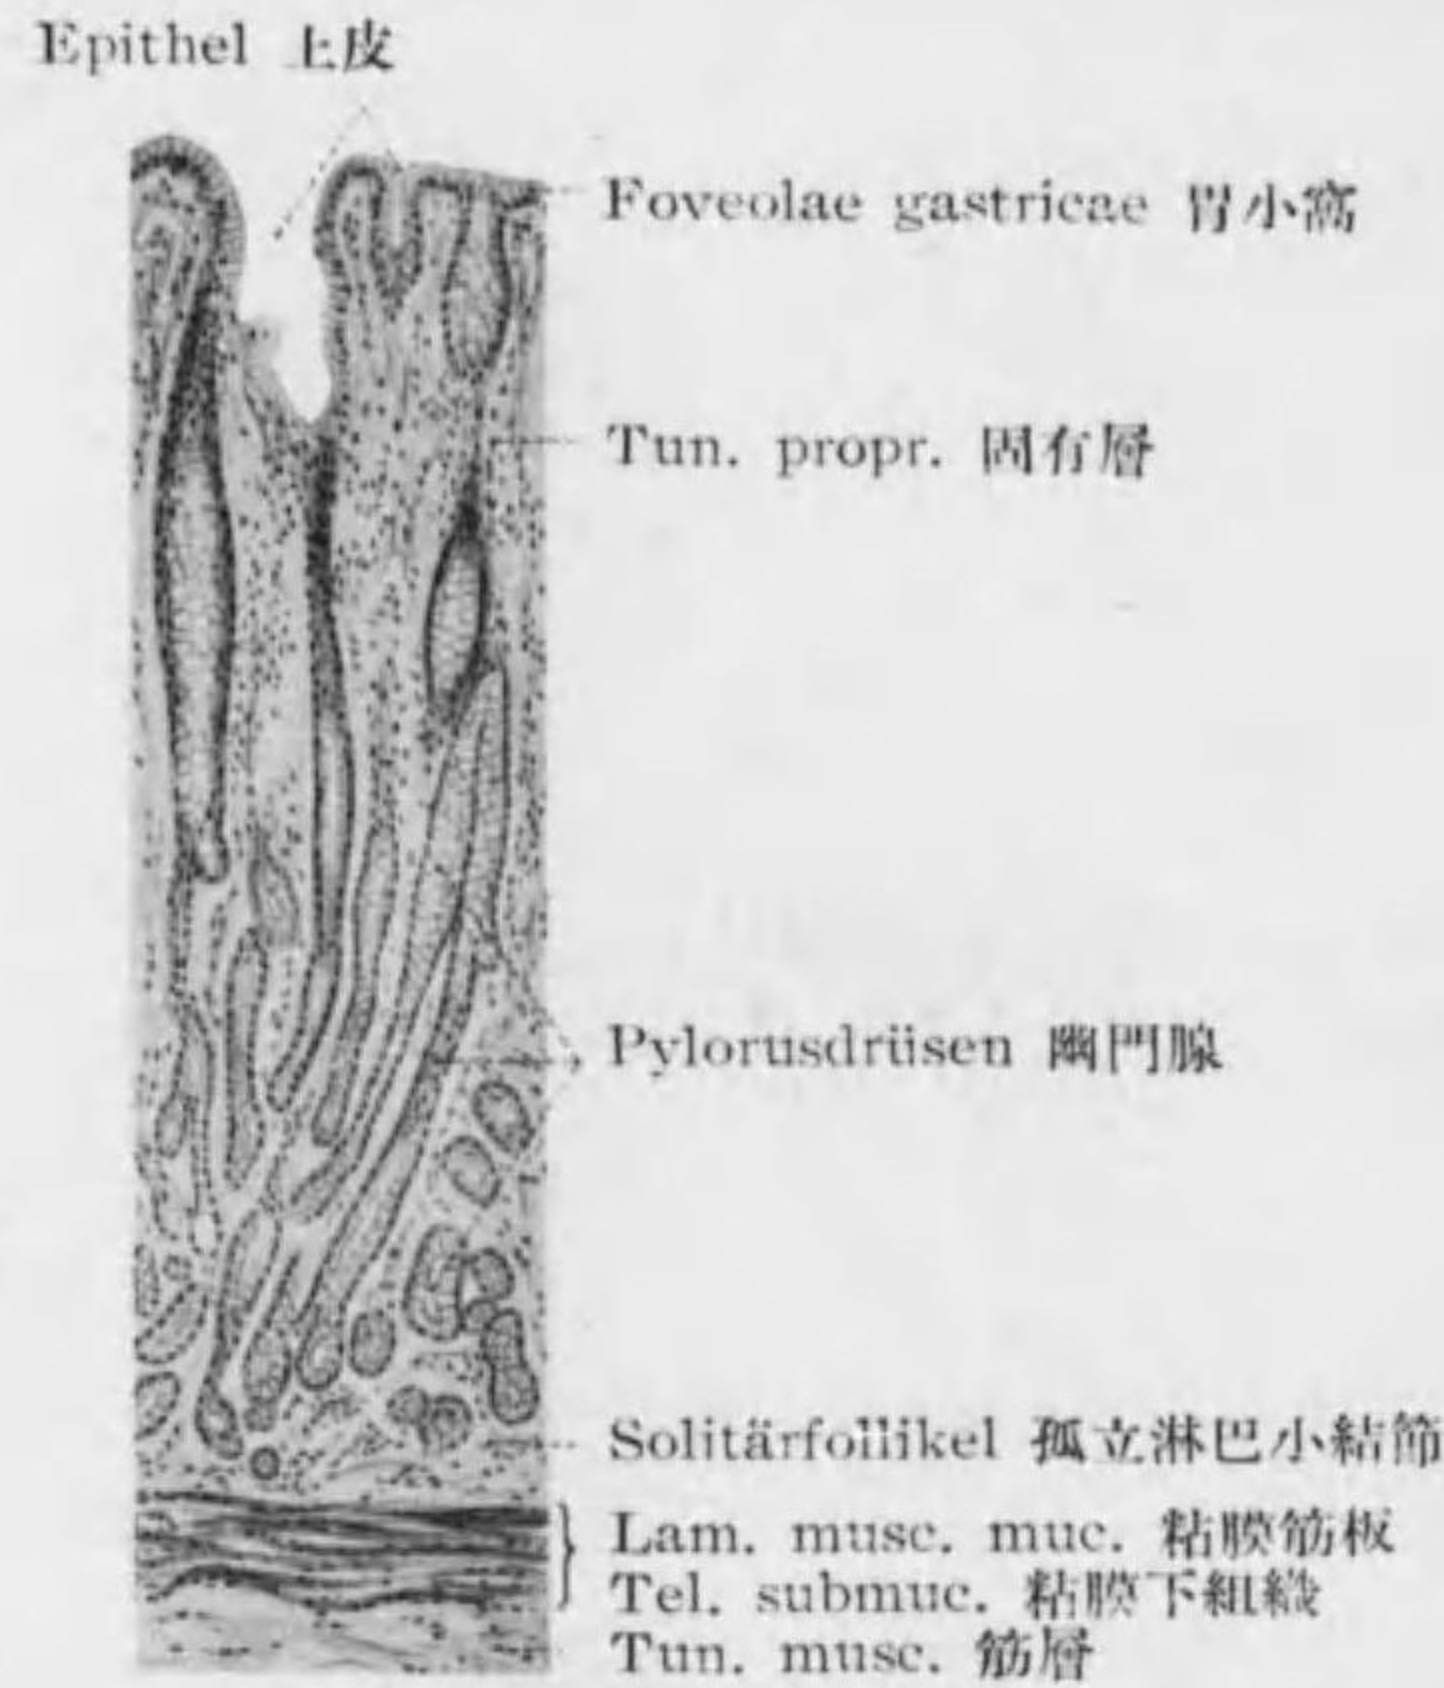 Epithel 上皮
Foveolae gastricae 胃小窩
Tun. propr. 固有層
Pylorusdrüsen 幽門腺
Solitärfollikel 孤立淋巴小結節
Lam. musc. muc. 粘膜筋板
Tel. submuc. 粘膜下組織
Tun. musc. 筋層